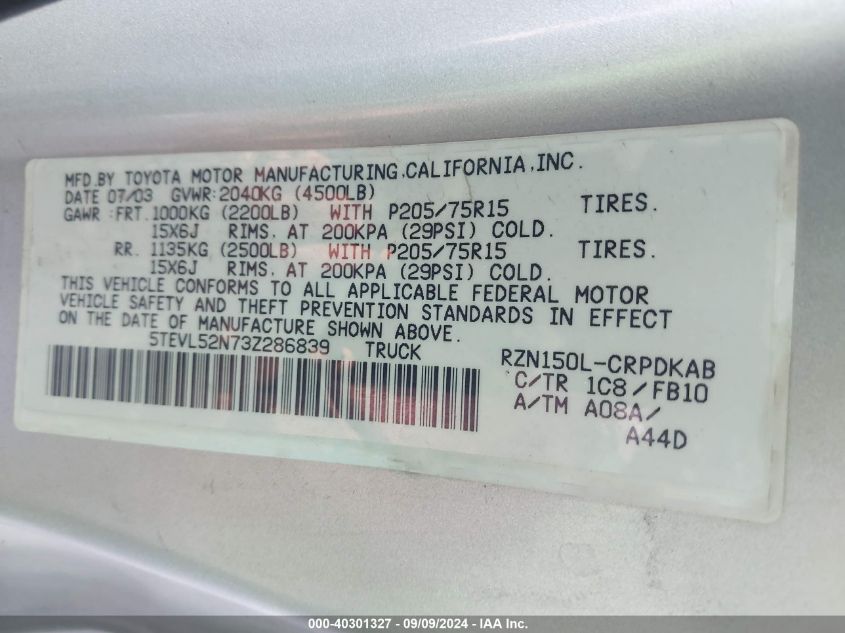 MFD.BY TOYOTA MOTOR MANUFACTURING,CALIFORNIA,INC.
DATE 07/03 GVWR:2040KG (4500LB)
GAWR:FRT.1000KG (2200LB) WITH P205/75R15 TIRES.
15X6J RIMS. AT 200KPA (29PSI) COLD.
RR. 1135KG (2500LB) WITH P205/75R15 TIRES.
15X6J RIMS. AT 200KPA (29PSI) COLD.
THIS VEHICLE CONFORMS TO ALL APPLICABLE FEDERAL MOTOR
VEHICLE SAFETY AND THEFT PREVENTION STANDARDS IN EFFECT
ON THE DATE OF MANUFACTURE SHOWN ABOVE.
5TEVL52N73Z286839 TRUCK RZN150L-CRPDKAB
C/TR 1C8/FB10
A/TM A08A/
A44D
000-40301327 - 09/09/2024 - IAA Inc.